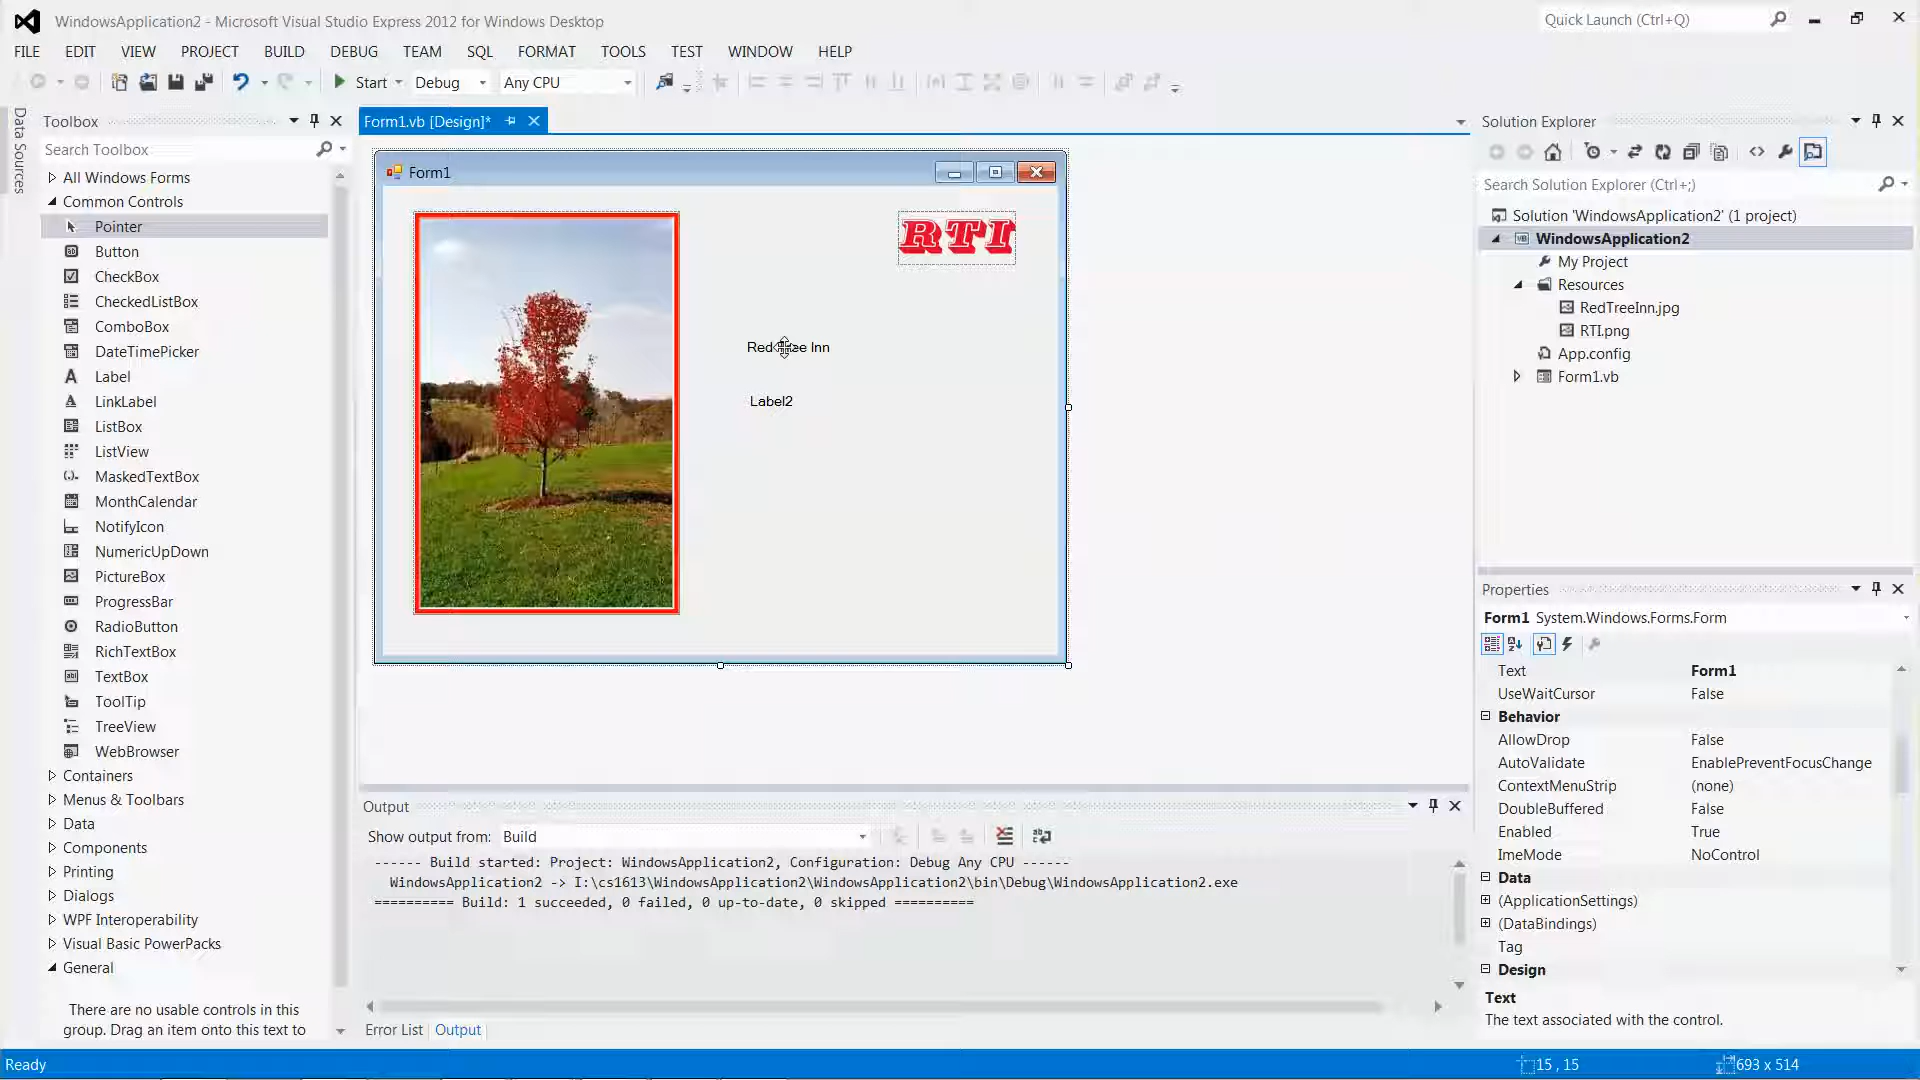 WindowsApplication2 - Microsoft Visual Studio Express 2012 for Windows Desktop
Quick Launch (Ctrl+Q)
FILE EDIT VIEW PROJECT BUILD DEBUG TEAM SQL FORMAT TOOLS TEST WINDOW HELP
Start Debug Any CPU
Data Sources
Toolbox
Search Toolbox
All Windows Forms
Common Controls
Pointer
Button
CheckBox
CheckedListBox
ComboBox
DateTimePicker
Label
LinkLabel
ListBox
ListView
MaskedTextBox
MonthCalendar
NotifyIcon
NumericUpDown
PictureBox
ProgressBar
RadioButton
RichTextBox
TextBox
ToolTip
TreeView
WebBrowser
Containers
Menus & Toolbars
Data
Components
Printing
Dialogs
WPF Interoperability
Visual Basic PowerPacks
General
There are no usable controls in this
group. Drag an item onto this text to
Form1.vb [Design]*
Form1
RTI
Red Tree Inn
Label2
Output
Show output from: Build
------ Build started: Project: WindowsApplication2, Configuration: Debug Any CPU ------
WindowsApplication2 -> I:\cs1613\WindowsApplication2\WindowsApplication2\bin\Debug\WindowsApplication2.exe
========== Build: 1 succeeded, 0 failed, 0 up-to-date, 0 skipped ==========
Error List Output
Solution Explorer
Search Solution Explorer (Ctrl+;)
Solution 'WindowsApplication2' (1 project)
WindowsApplication2
My Project
Resources
RedTreeInn.jpg
RTI.png
App.config
Form1.vb
Properties
Form1 System.Windows.Forms.Form
Text Form1
UseWaitCursor False
Behavior
AllowDrop False
AutoValidate EnablePreventFocusChange
ContextMenuStrip (none)
DoubleBuffered False
Enabled True
ImeMode NoControl
Data
(ApplicationSettings)
(DataBindings)
Tag
Design
Text
The text associated with the control.
Ready
15 , 15
693 x 514